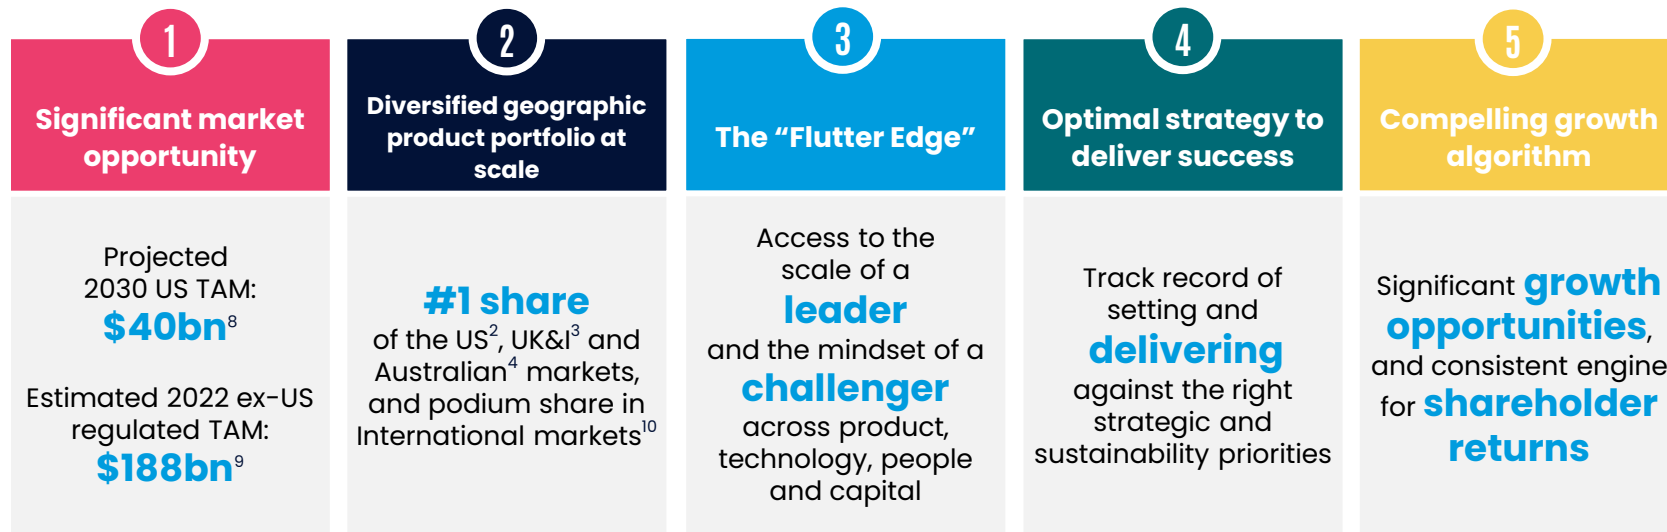 1
Significant market
opportunity
Projected
2030 US TAM:
$40bn⁸
Estimated 2022 ex-US
regulated TAM:
$188bn⁹
2
Diversified geographic
product portfolio at
scale
#1 share
of the US², UK&I³ and
Australian⁴ markets,
and podium share in
International markets¹⁰
3
The “Flutter Edge”
Access to the
scale of a
leader
and the mindset of a
challenger
across product,
technology, people
and capital
4
Optimal strategy to
deliver success
Track record of
setting and
delivering
against the right
strategic and
sustainability priorities
5
Compelling growth
algorithm
Significant growth
opportunities,
and consistent engine
for shareholder
returns